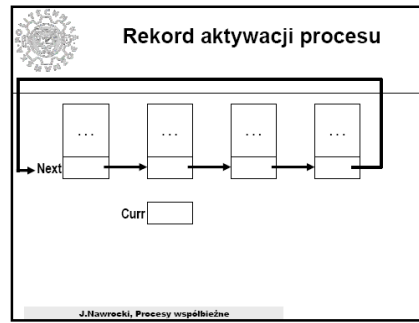 Rekord aktywacji procesu
... ... ... ...
Next
Curr
J.Nawrocki, Procesy współbieżne